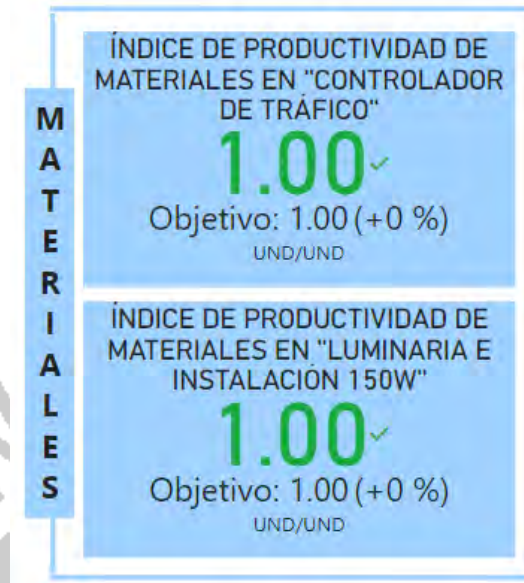 MATERIALES
ÍNDICE DE PRODUCTIVIDAD DE
MATERIALES EN "CONTROLADOR
DE TRÁFICO"
1.00
Objetivo: 1.00 (+0 %)
UND/UND
ÍNDICE DE PRODUCTIVIDAD DE
MATERIALES EN "LUMINARIA E
INSTALACIÓN 150W"
1.00
Objetivo: 1.00 (+0 %)
UND/UND